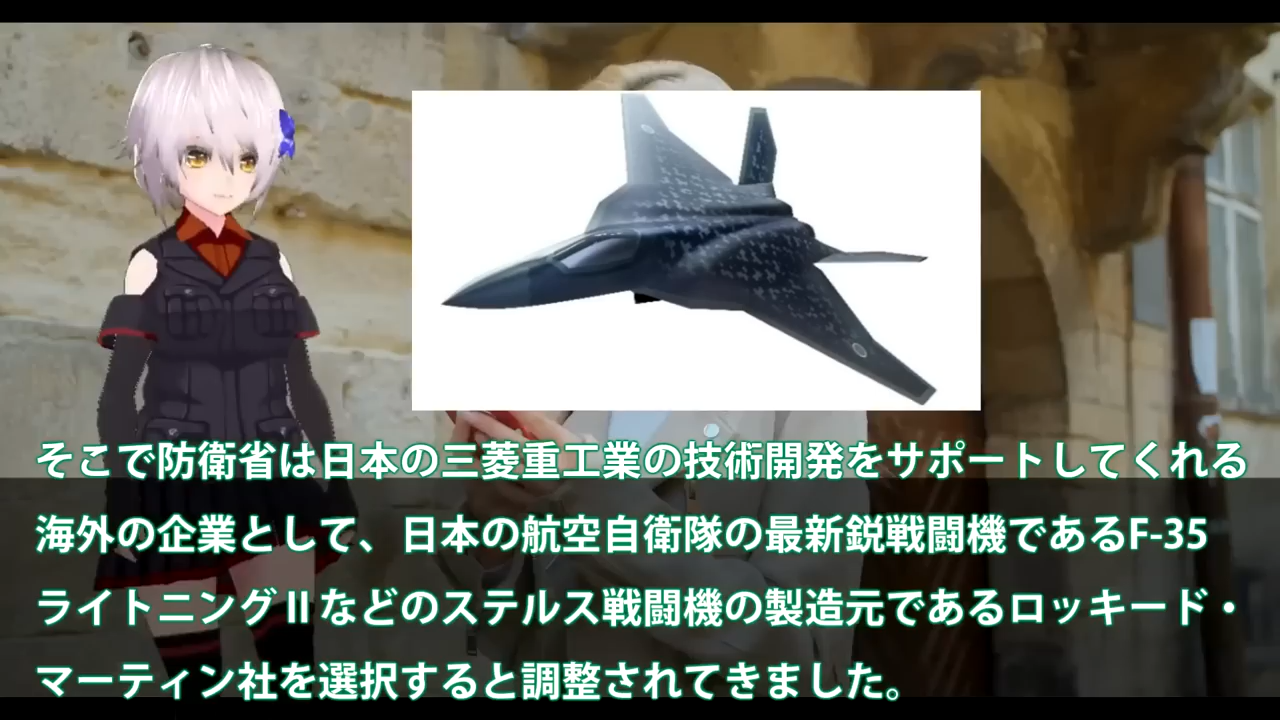 そこで防衛省は日本の三菱重工業の技術開発をサポートしてくれる
海外の企業として、日本の航空自衛隊の最新鋭戦闘機であるF-35
ライトニングⅡなどのステルス戦闘機の製造元であるロッキード・
マーティン社を選択すると調整されてきました。